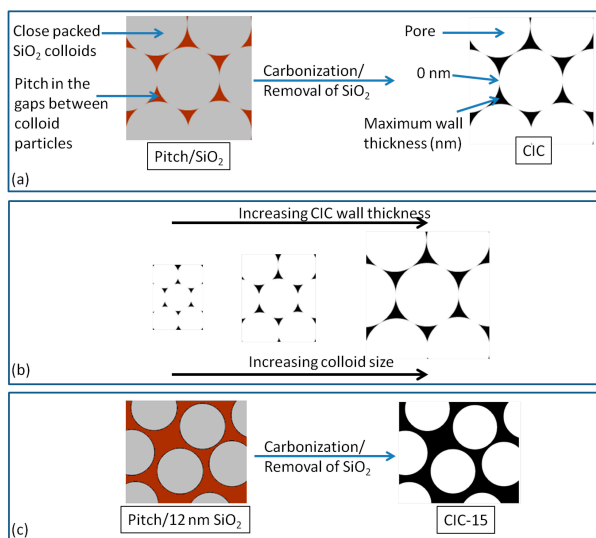 Close packed
SiO₂ colloids
Pitch in the
gaps between
colloid
particles
Pitch/SiO₂
Carbonization/
Removal of SiO₂
Pore
0 nm
Maximum wall
thickness (nm)
CIC
(a)
Increasing CIC wall thickness
Increasing colloid size
(b)
Carbonization/
Removal of SiO₂
Pitch/12 nm SiO₂
CIC-15
(c)